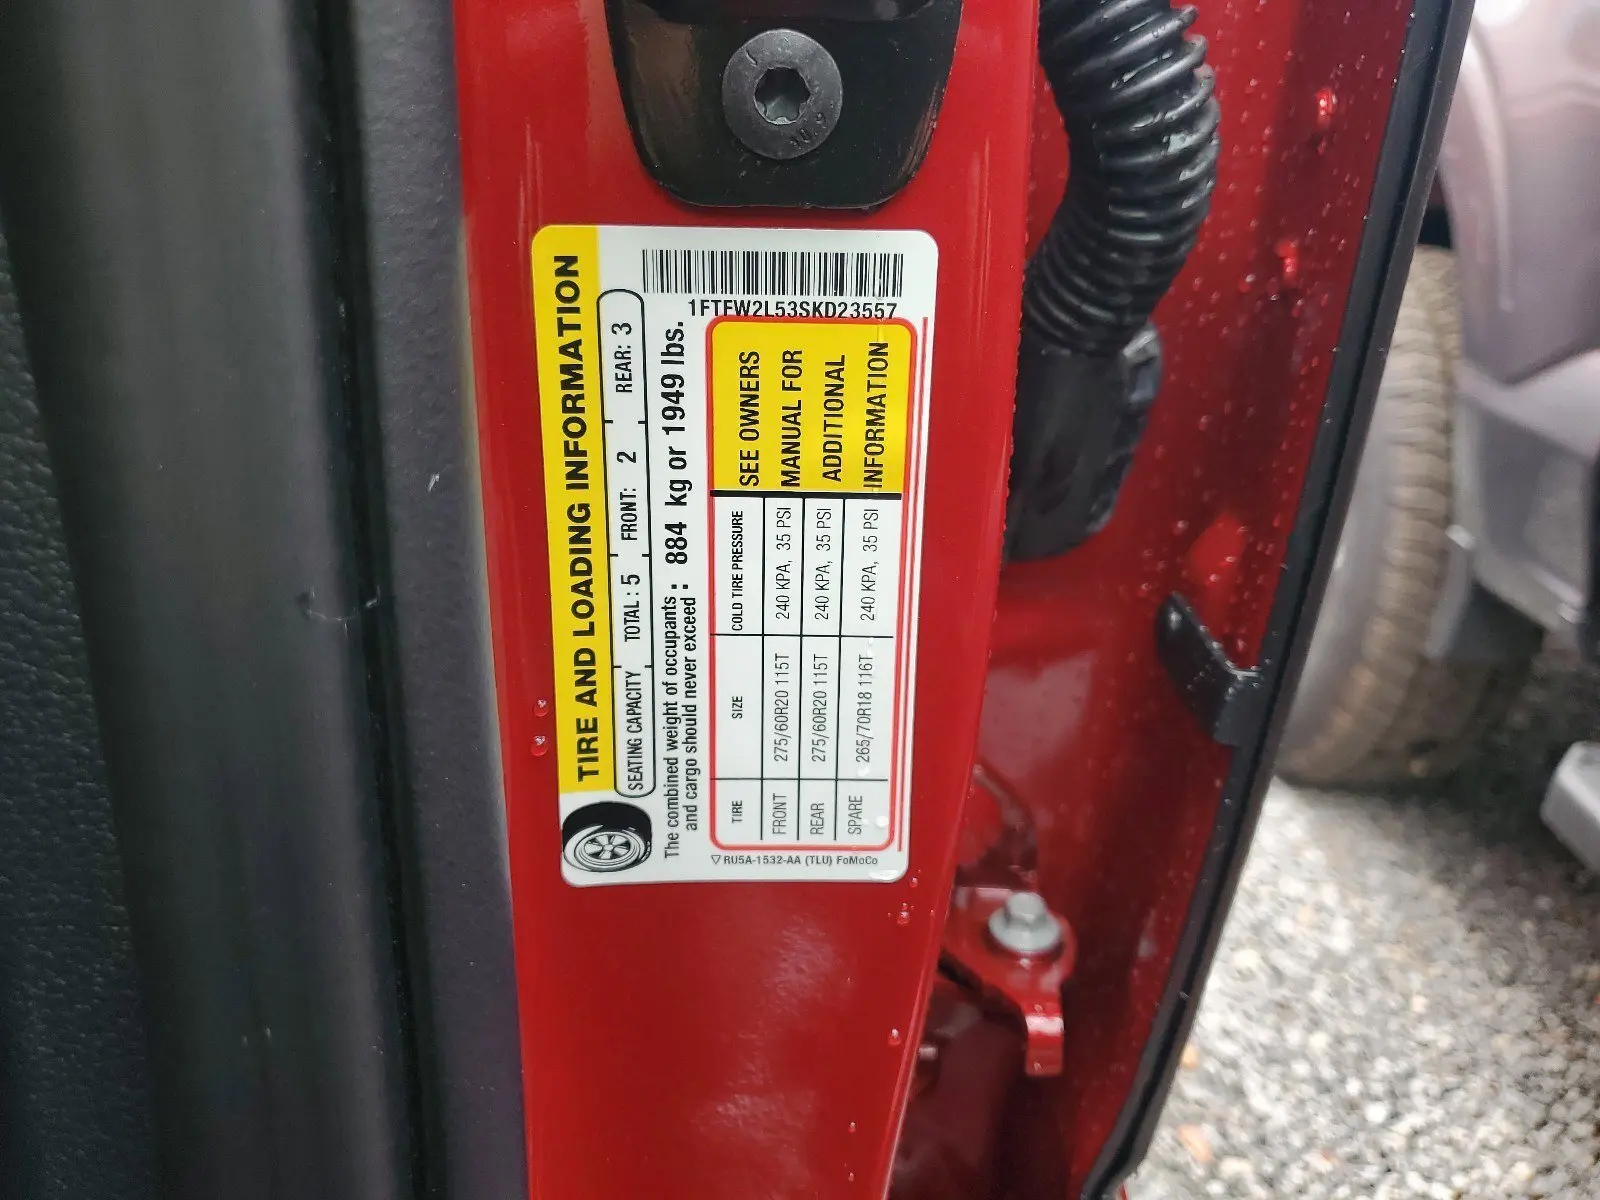 1FTFW2L53SKD23557
TIRE AND LOADING INFORMATION
SEATING CAPACITY TOTAL : 5 FRONT: 2 REAR: 3
The combined weight of occupants : 884 kg or 1949 lbs.
and cargo should never exceed
TIRE SIZE COLD TIRE PRESSURE
FRONT 275/60R20 115T 240 KPA, 35 PSI
REAR 275/60R20 115T 240 KPA, 35 PSI
SPARE 265/70R18 116T 240 KPA, 35 PSI
SEE OWNERS
MANUAL FOR
ADDITIONAL
INFORMATION
RU5A-1532-AA (TLU) FoMoCo
10.9